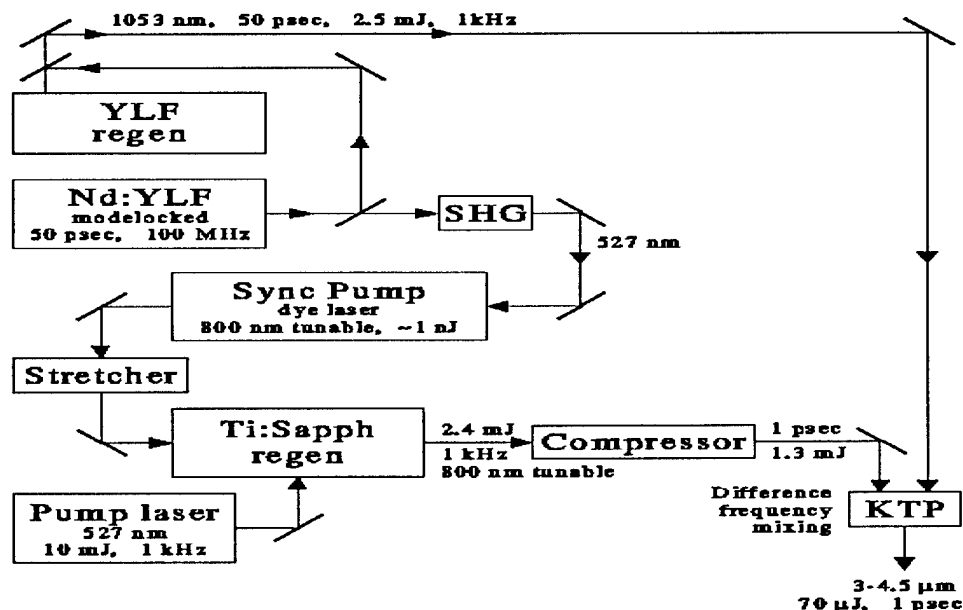 1053 nm, 50 psec, 2.5 mJ, 1kHz
YLF
regen
Nd:YLF
modelocked
50 psec, 100 MHz
SHG
527 nm
Sync Pump
dye laser
800 nm tunable, ~1 nJ
Stretcher
Ti:Sapph
regen
2.4 mJ
1 kHz
800 nm tunable
Compressor
1 psec
1.3 mJ
Pump laser
527 nm
10 mJ, 1 kHz
Difference
frequency
mixing
KTP
3-4.5 μm
70 μJ, 1 psec